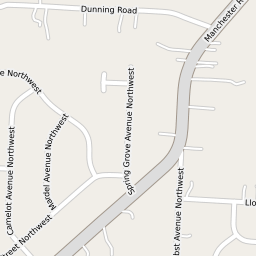 Dunning Road
Manchester R
e Northwest
Spring Grove Avenue Northwest
Mardel Avenue Northwest
Camelot Avenue Northwest
bst Avenue Northwest
Llo
reet Northwest